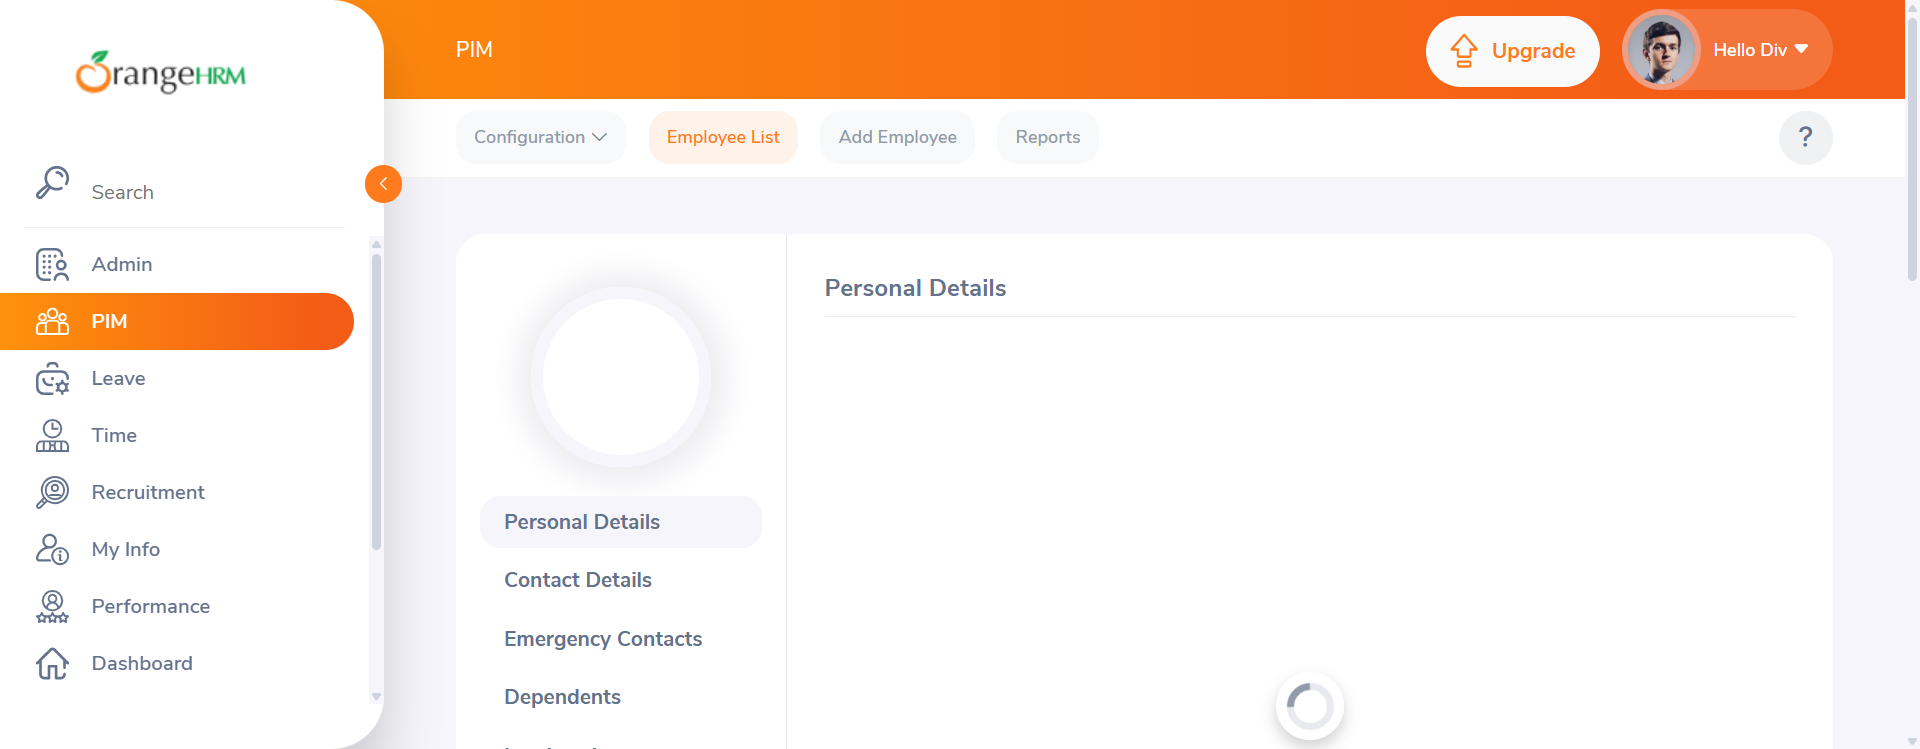 OrangeHRM
PIM
Upgrade
Hello Div
Configuration
Employee List
Add Employee
Reports
?
Search
Admin
PIM
Leave
Time
Recruitment
My Info
Performance
Dashboard
Personal Details
Contact Details
Emergency Contacts
Dependents
Personal Details